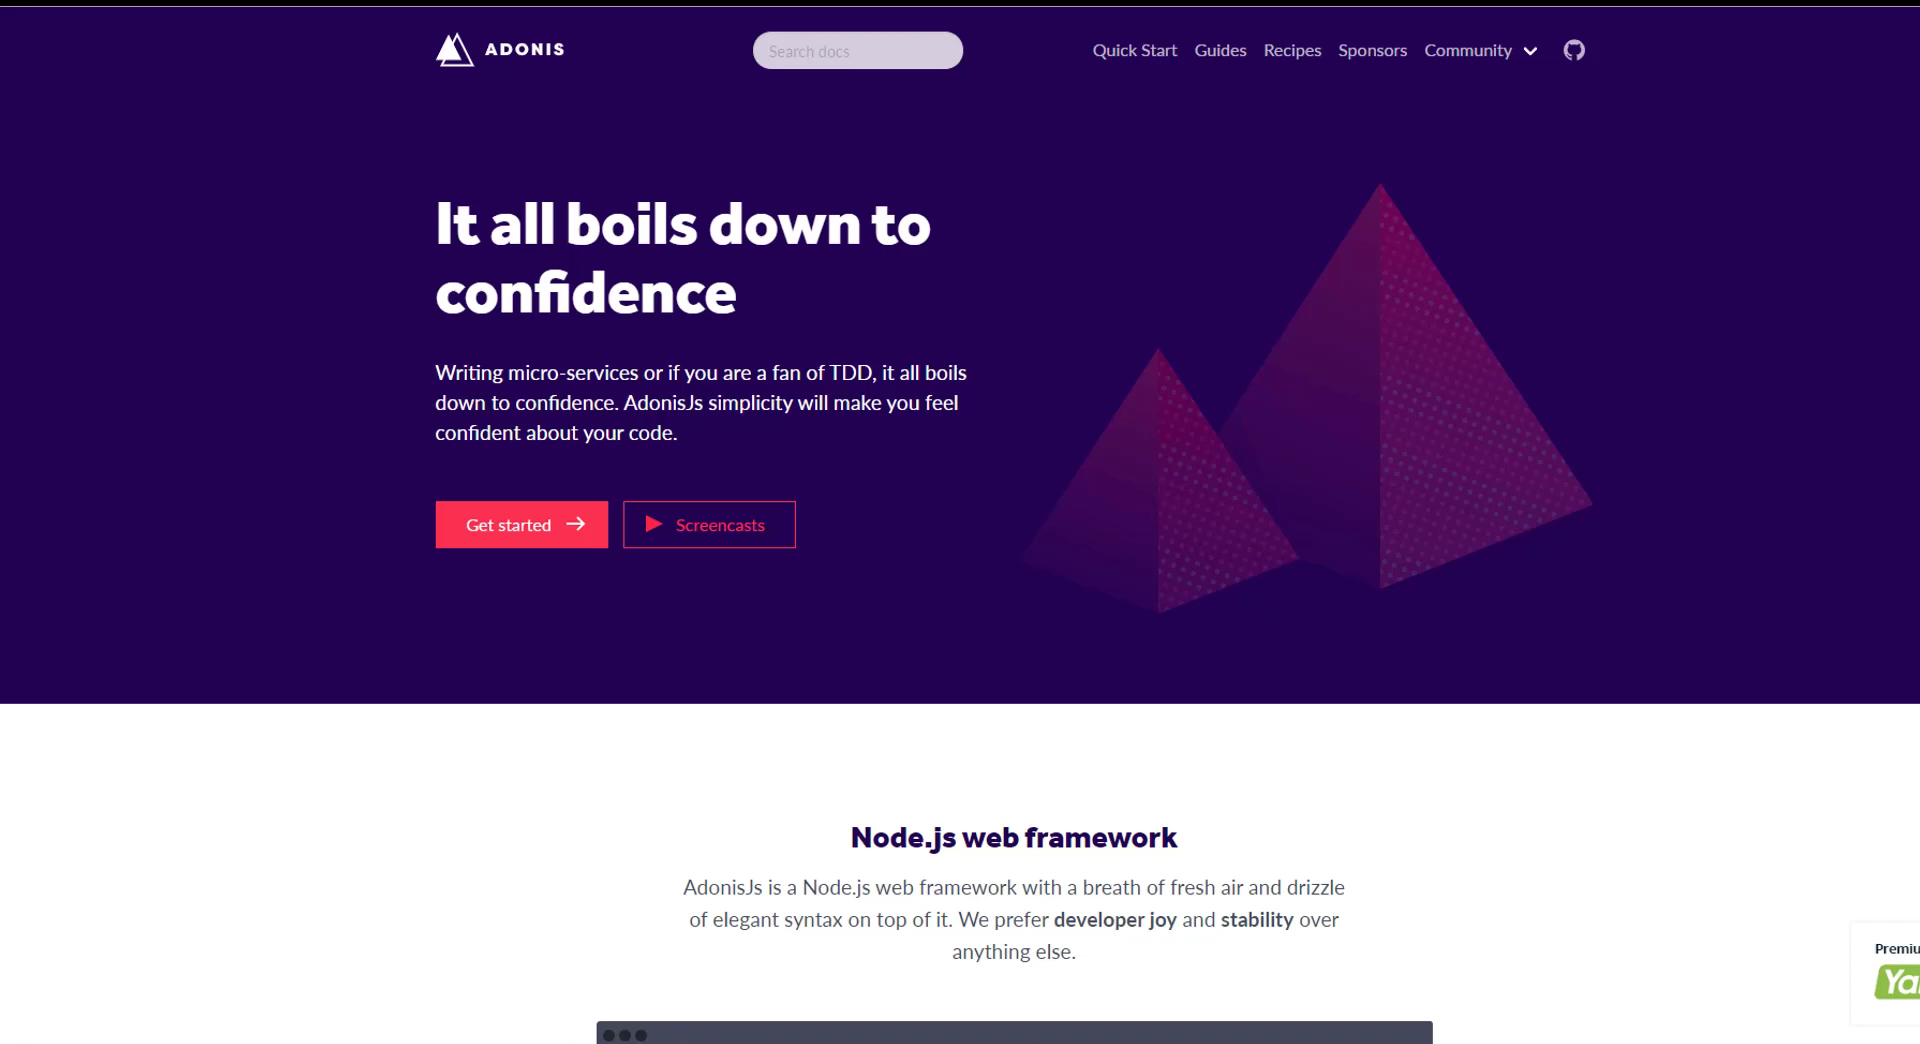 ADONIS
Search docs
Quick Start Guides Recipes Sponsors Community
It all boils down to
confidence
Writing micro-services or if you are a fan of TDD, it all boils
down to confidence. AdonisJs simplicity will make you feel
confident about your code.
Get started
Screencasts
Node.js web framework
AdonisJs is a Node.js web framework with a breath of fresh air and drizzle
of elegant syntax on top of it. We prefer developer joy and stability over
anything else.